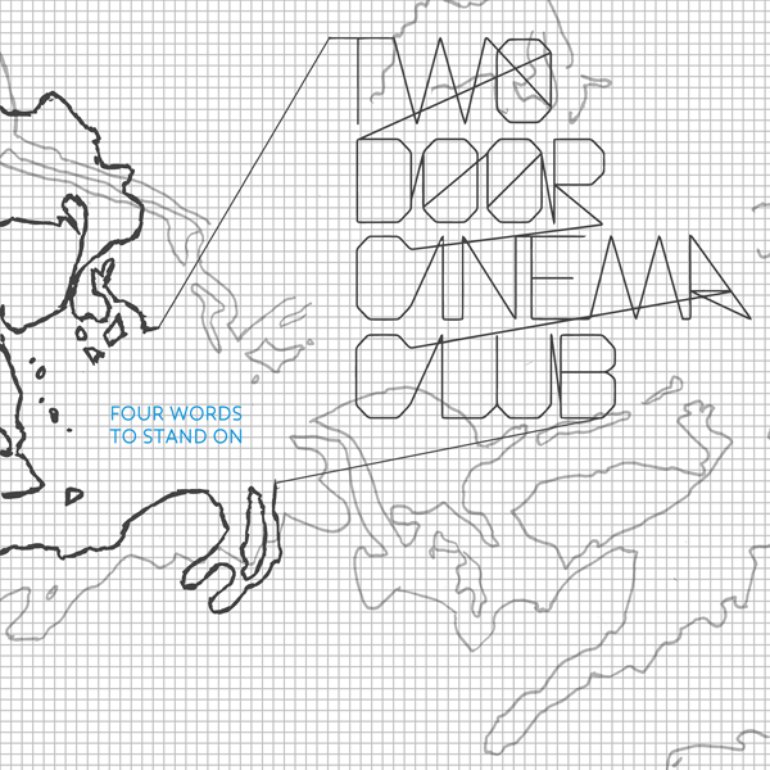 TWO
DOOR
CINEMA
CLUB
FOUR WORDS
TO STAND ON